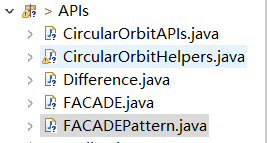 > APIs
CircularOrbitAPIs.java
CircularOrbitHelpers.java
Difference.java
FACADE.java
FACADEPattern.java